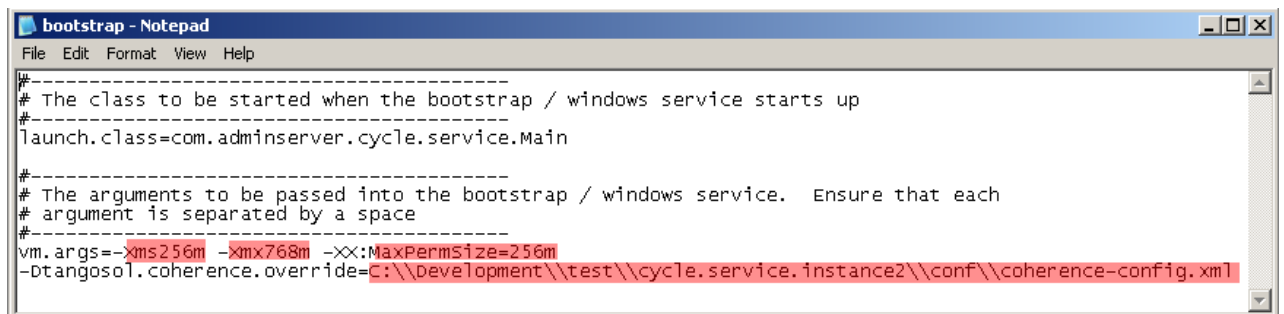 bootstrap - Notepad
File Edit Format View Help
#-----------------------------------------
# The class to be started when the bootstrap / windows service starts up
#-----------------------------------------
launch.class=com.adminserver.cycle.service.Main
#-----------------------------------------
# The arguments to be passed into the bootstrap / windows service.  Ensure that each
# argument is separated by a space
#-----------------------------------------
vm.args=-Xms256m -Xmx768m -XX:MaxPermSize=256m
-Dtangosol.coherence.override=C:\\Development\\test\\cycle.service.instance2\\conf\\coherence-config.xml